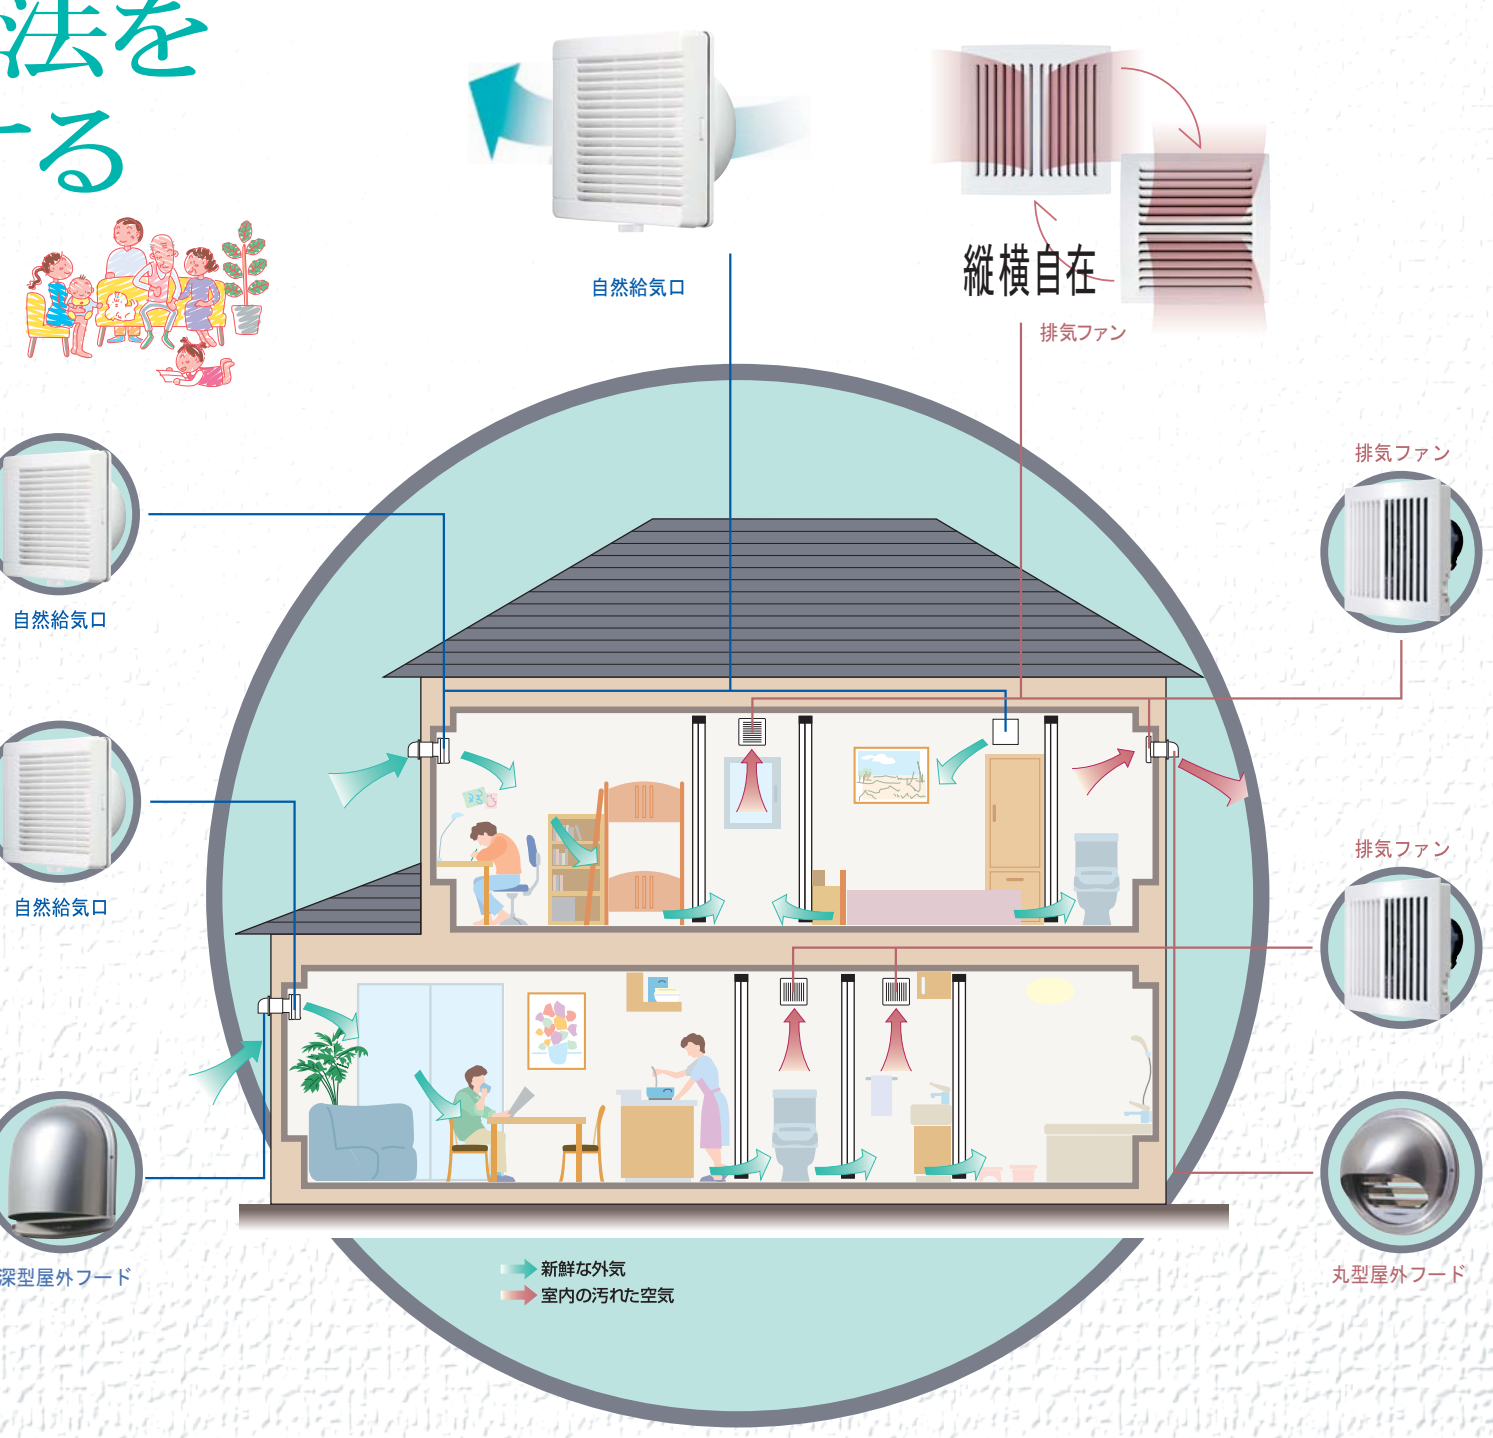 法を
する
自然給気口
縦横自在
排気ファン
自然給気口
排気ファン
自然給気口
排気ファン
深型屋外フード
丸型屋外フード
新鮮な外気
室内の汚れた空気